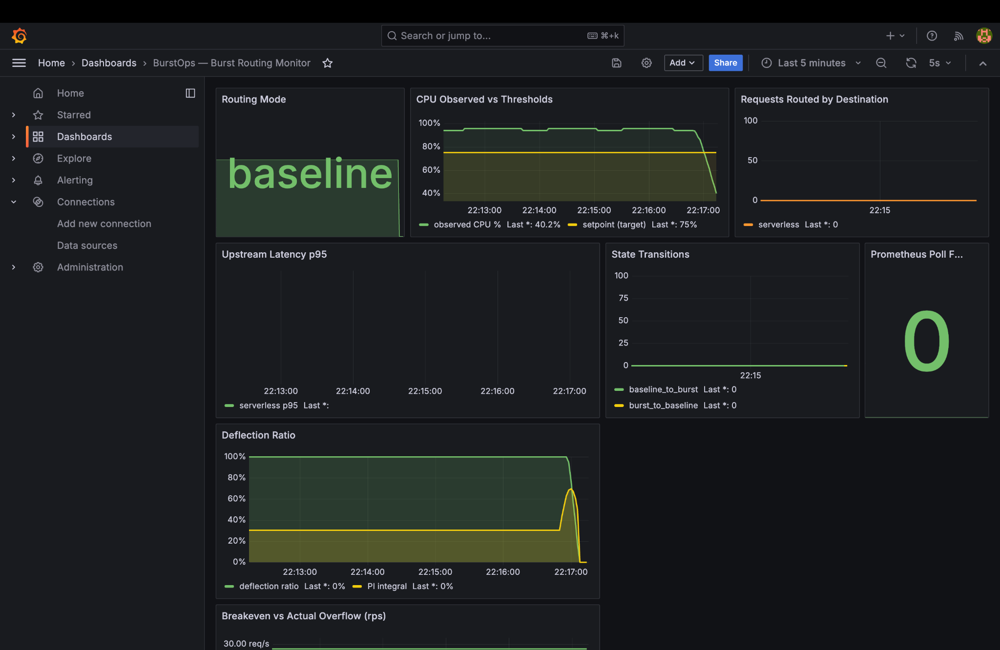 Search or jump to...
⌘+k
Home › Dashboards › BurstOps — Burst Routing Monitor
Add
Share
Last 5 minutes
5s
Home
Starred
Dashboards
Explore
Alerting
Connections
Add new connection
Data sources
Administration
Routing Mode
baseline
CPU Observed vs Thresholds
100%
80%
60%
40%
22:13:00 22:14:00 22:15:00 22:16:00 22:17:00
observed CPU % Last *: 40.2% setpoint (target) Last *: 75%
Requests Routed by Destination
100
50
0
22:15
serverless Last *: 0
Upstream Latency p95
22:13:00 22:14:00 22:15:00 22:16:00 22:17:00
serverless p95 Last *:
State Transitions
100
75
50
25
0
22:15
baseline_to_burst Last *: 0
burst_to_baseline Last *: 0
Prometheus Poll F...
0
Deflection Ratio
100%
80%
60%
40%
20%
0%
22:13:00 22:14:00 22:15:00 22:16:00 22:17:00
deflection ratio Last *: 0% PI integral Last *: 0%
Breakeven vs Actual Overflow (rps)
30.00 req/s